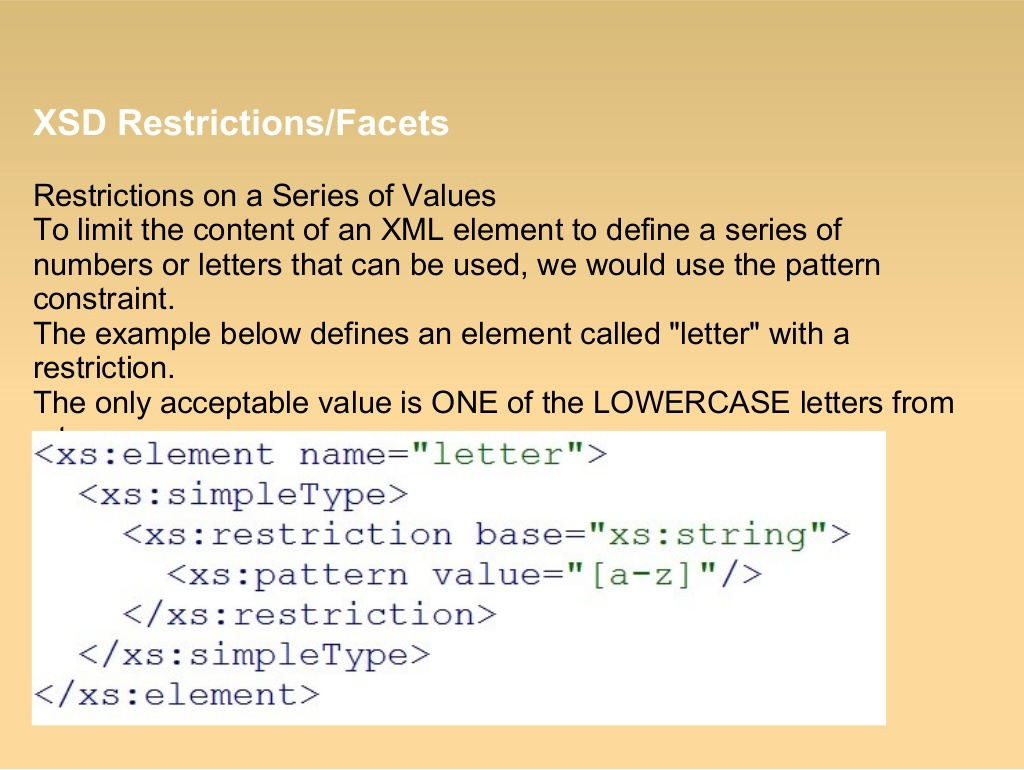 XSD Restrictions/Facets
Restrictions on a Series of Values
To limit the content of an XML element to define a series of
numbers or letters that can be used, we would use the pattern
constraint.
The example below defines an element called "letter" with a
restriction.
The only acceptable value is ONE of the LOWERCASE letters from
<xs:element name="letter">
  <xs:simpleType>
    <xs:restriction base="xs:string">
      <xs:pattern value="[a-z]"/>
    </xs:restriction>
  </xs:simpleType>
</xs:element>